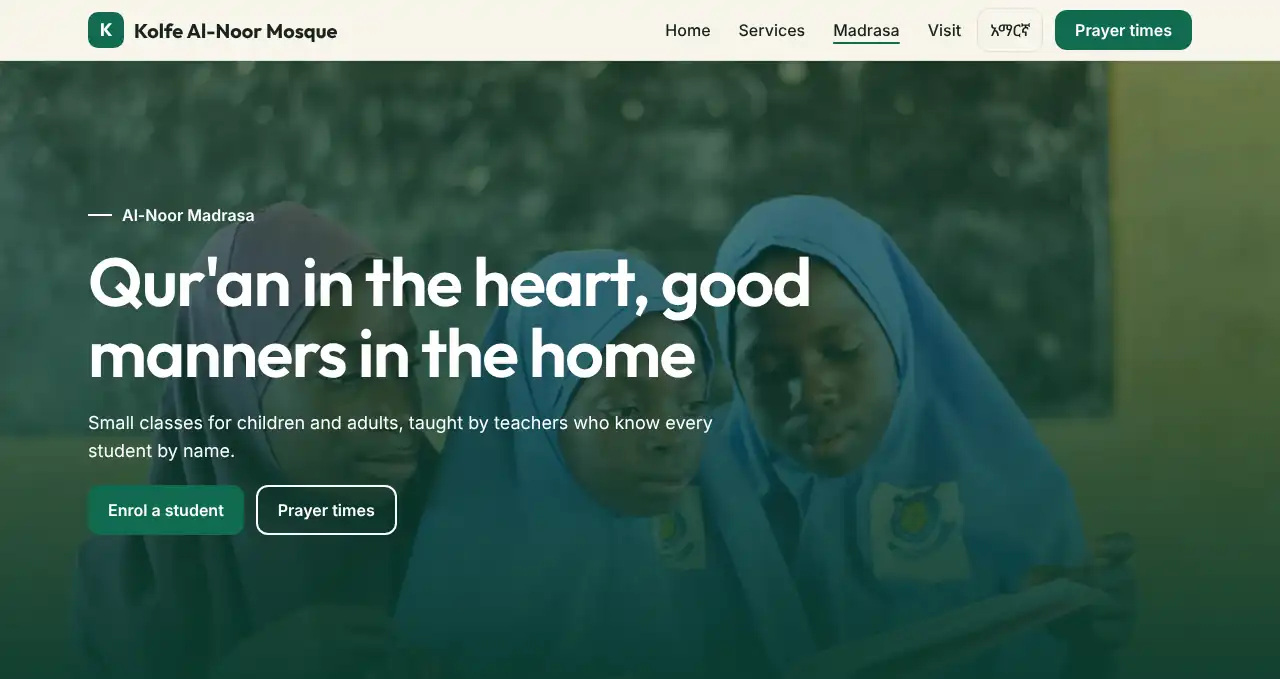 K
Kolfe Al-Noor Mosque
Home
Services
Madrasa
Visit
አማርኛ
Prayer times
Al-Noor Madrasa
Qur'an in the heart, good
manners in the home
Small classes for children and adults, taught by teachers who know every
student by name.
Enrol a student
Prayer times